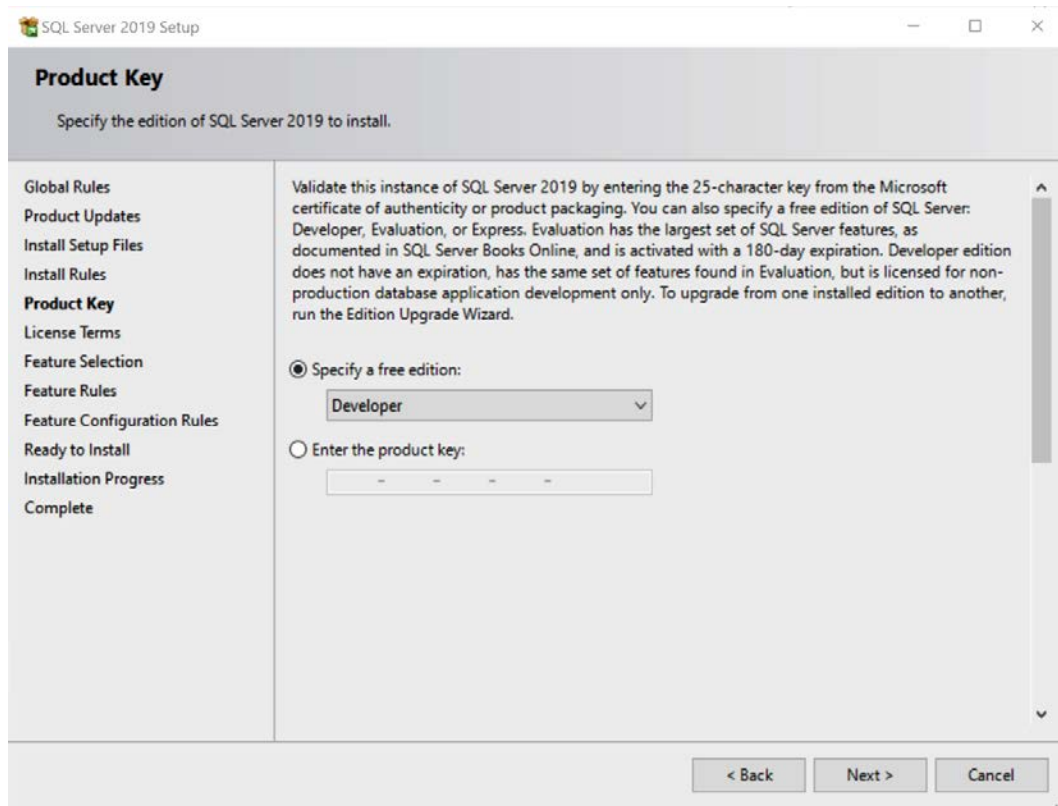 SQL Server 2019 Setup
Product Key
Specify the edition of SQL Server 2019 to install.
Global Rules
Product Updates
Install Setup Files
Install Rules
Product Key
License Terms
Feature Selection
Feature Rules
Feature Configuration Rules
Ready to Install
Installation Progress
Complete
Validate this instance of SQL Server 2019 by entering the 25-character key from the Microsoft
certificate of authenticity or product packaging. You can also specify a free edition of SQL Server:
Developer, Evaluation, or Express. Evaluation has the largest set of SQL Server features, as
documented in SQL Server Books Online, and is activated with a 180-day expiration. Developer edition
does not have an expiration, has the same set of features found in Evaluation, but is licensed for non-
production database application development only. To upgrade from one installed edition to another,
run the Edition Upgrade Wizard.
Specify a free edition:
Developer
Enter the product key:
- - - -
< Back Next > Cancel